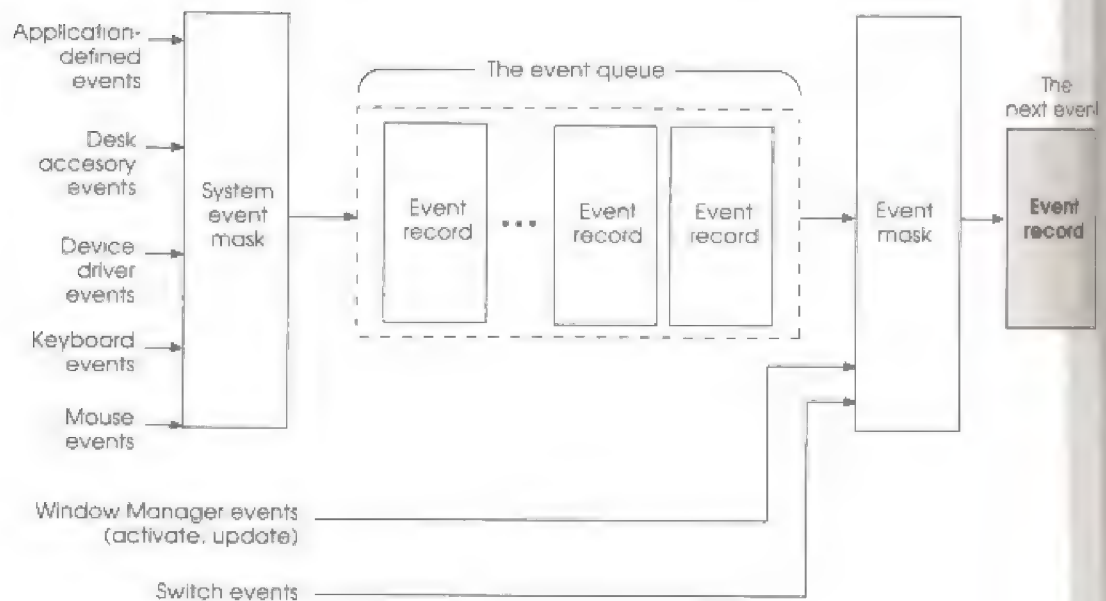 Application-
defined
events
Desk
accesory
events
Device
driver
events
Keyboard
events
Mouse
events
System
event
mask
The event queue
Event
record
•••
Event
record
Event
record
Event
mask
The
next event
Event
record
Window Manager events
(activate, update)
Switch events